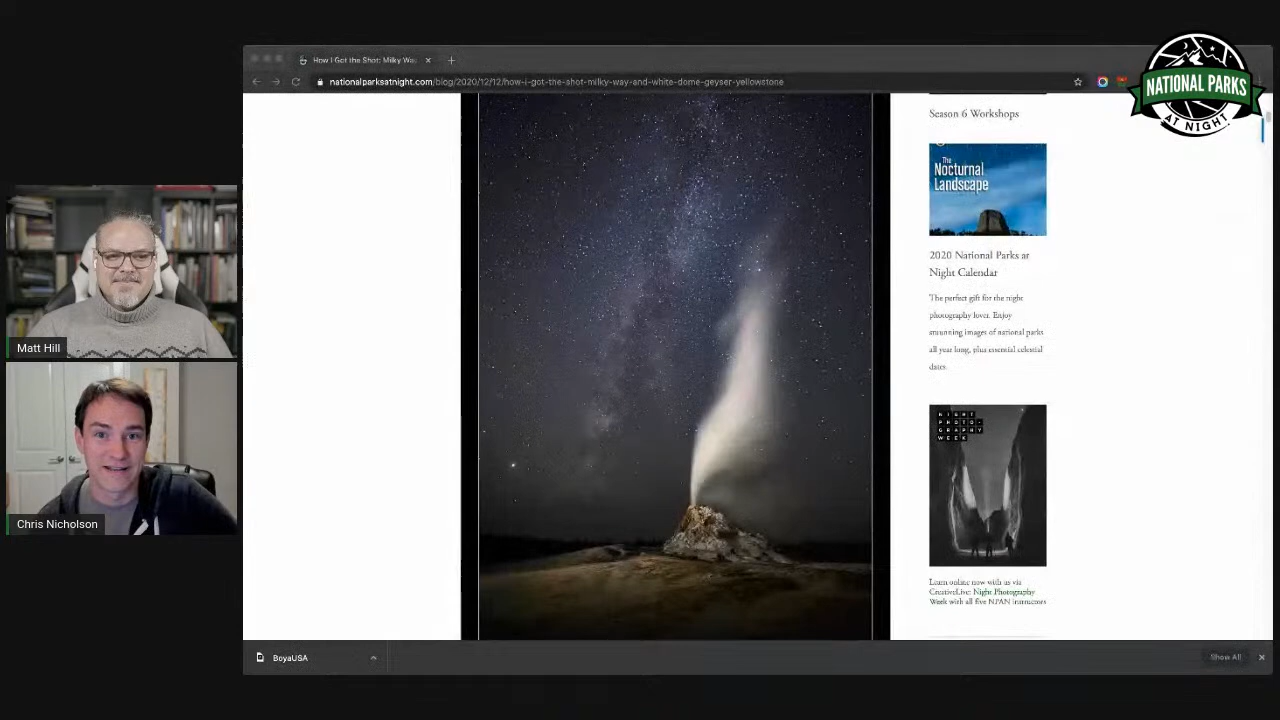 How I Got the Shot: Milky Wa
nationalparksatnight.com/blog/2020/12/12/how-i-got-the-shot-milky-way-and-white-dome-geyser-yellowstone
NATIONAL PARKS
AT NIGHT
Season 6 Workshops
The
Nocturnal
Landscape
2020 National Parks at
Night Calendar
The perfect gift for the night
photography lover. Enjoy
stunning images of national parks
all year long, plus essential celestial
dates.
NIGHT
PHOTO-
GRAPHY
WEEK
Learn online now with us via
CreativeLive: Night Photography
Week with all five NPAN instructors
Matt Hill
Chris Nicholson
BoyaUSA
Show All